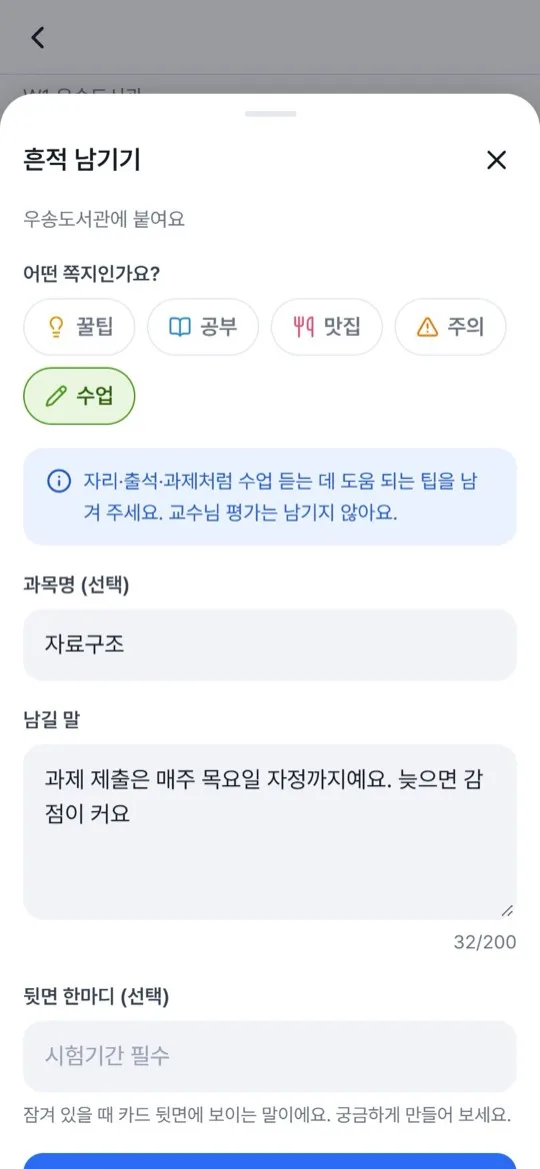 흔적 남기기
우송도서관에 붙여요
어떤 쪽지인가요?
꿀팁
공부
맛집
주의
수업
자리·출석·과제처럼 수업 듣는 데 도움 되는 팁을 남
겨 주세요. 교수님 평가는 남기지 않아요.
과목명 (선택)
자료구조
남길 말
과제 제출은 매주 목요일 자정까지예요. 늦으면 감
점이 커요
32/200
뒷면 한마디 (선택)
시험기간 필수
잠겨 있을 때 카드 뒷면에 보이는 말이에요. 궁금하게 만들어 보세요.